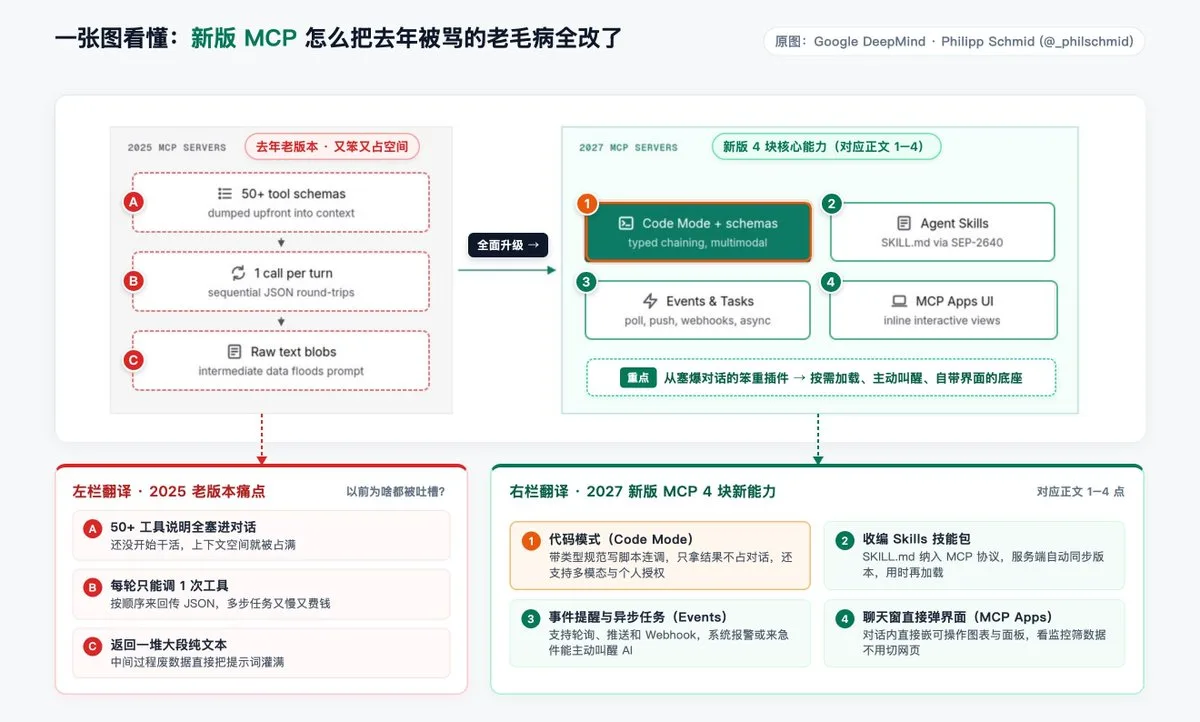 一张图看懂：新版 MCP 怎么把去年被骂的老毛病全改了
原图：Google DeepMind · Philipp Schmid (@_philschmid)
2025 MCP SERVERS
去年老版本 · 又笨又占空间
A
50+ tool schemas
dumped upfront into context
B
1 call per turn
sequential JSON round-trips
C
Raw text blobs
intermediate data floods prompt
全面升级 →
2027 MCP SERVERS
新版 4 块核心能力（对应正文 1—4）
1
Code Mode + schemas
typed chaining, multimodal
2
Agent Skills
SKILL.md via SEP-2640
3
Events & Tasks
poll, push, webhooks, async
4
MCP Apps UI
inline interactive views
重点 从塞爆对话的笨重插件 → 按需加载、主动叫醒、自带界面的底座
左栏翻译 · 2025 老版本痛点
以前为啥都被吐槽？
A
50+ 工具说明全塞进对话
还没开始干活，上下文空间就被占满
B
每轮只能调 1 次工具
按顺序来回传 JSON，多步任务又慢又费钱
C
返回一堆大段纯文本
中间过程废数据直接把提示词灌满
右栏翻译 · 2027 新版 MCP 4 块新能力
对应正文 1—4 点
1
代码模式（Code Mode）
带类型规范写脚本连调，只拿结果不占对话，还
支持多模态与个人授权
2
收编 Skills 技能包
SKILL.md 纳入 MCP 协议，服务端自动同步版
本，用时再加载
3
事件提醒与异步任务（Events）
支持轮询、推送和 Webhook，系统报警或来急
件能主动叫醒 AI
4
聊天窗直接弹界面（MCP Apps）
对话内直接嵌可操作图表与面板，看监控筛数据
不用切网页